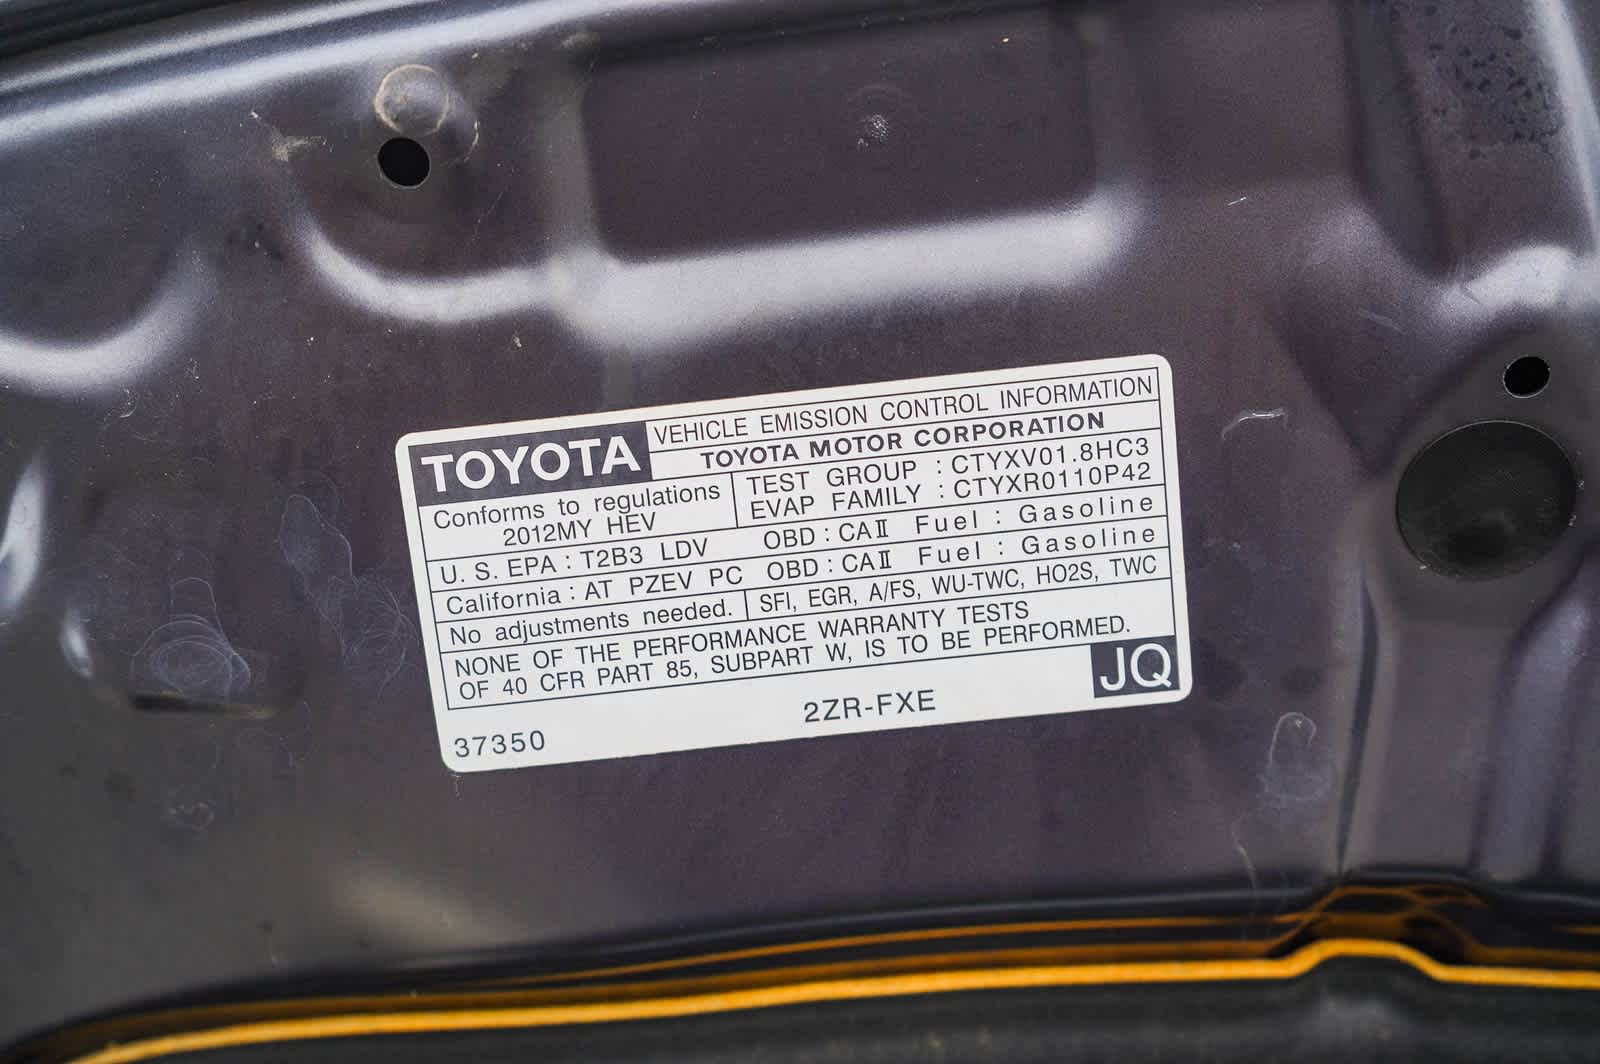 TOYOTA VEHICLE EMISSION CONTROL INFORMATION
TOYOTA MOTOR CORPORATION
Conforms to regulations
2012MY HEV
TEST GROUP : CTYXV01.8HC3
EVAP FAMILY : CTYXR0110P42
U. S. EPA : T2B3 LDV OBD : CAⅡ Fuel : Gasoline
California : AT PZEV PC OBD : CAⅡ Fuel : Gasoline
No adjustments needed. SFI, EGR, A/FS, WU-TWC, HO2S, TWC
NONE OF THE PERFORMANCE WARRANTY TESTS
OF 40 CFR PART 85, SUBPART W, IS TO BE PERFORMED.
JQ
37350 2ZR-FXE